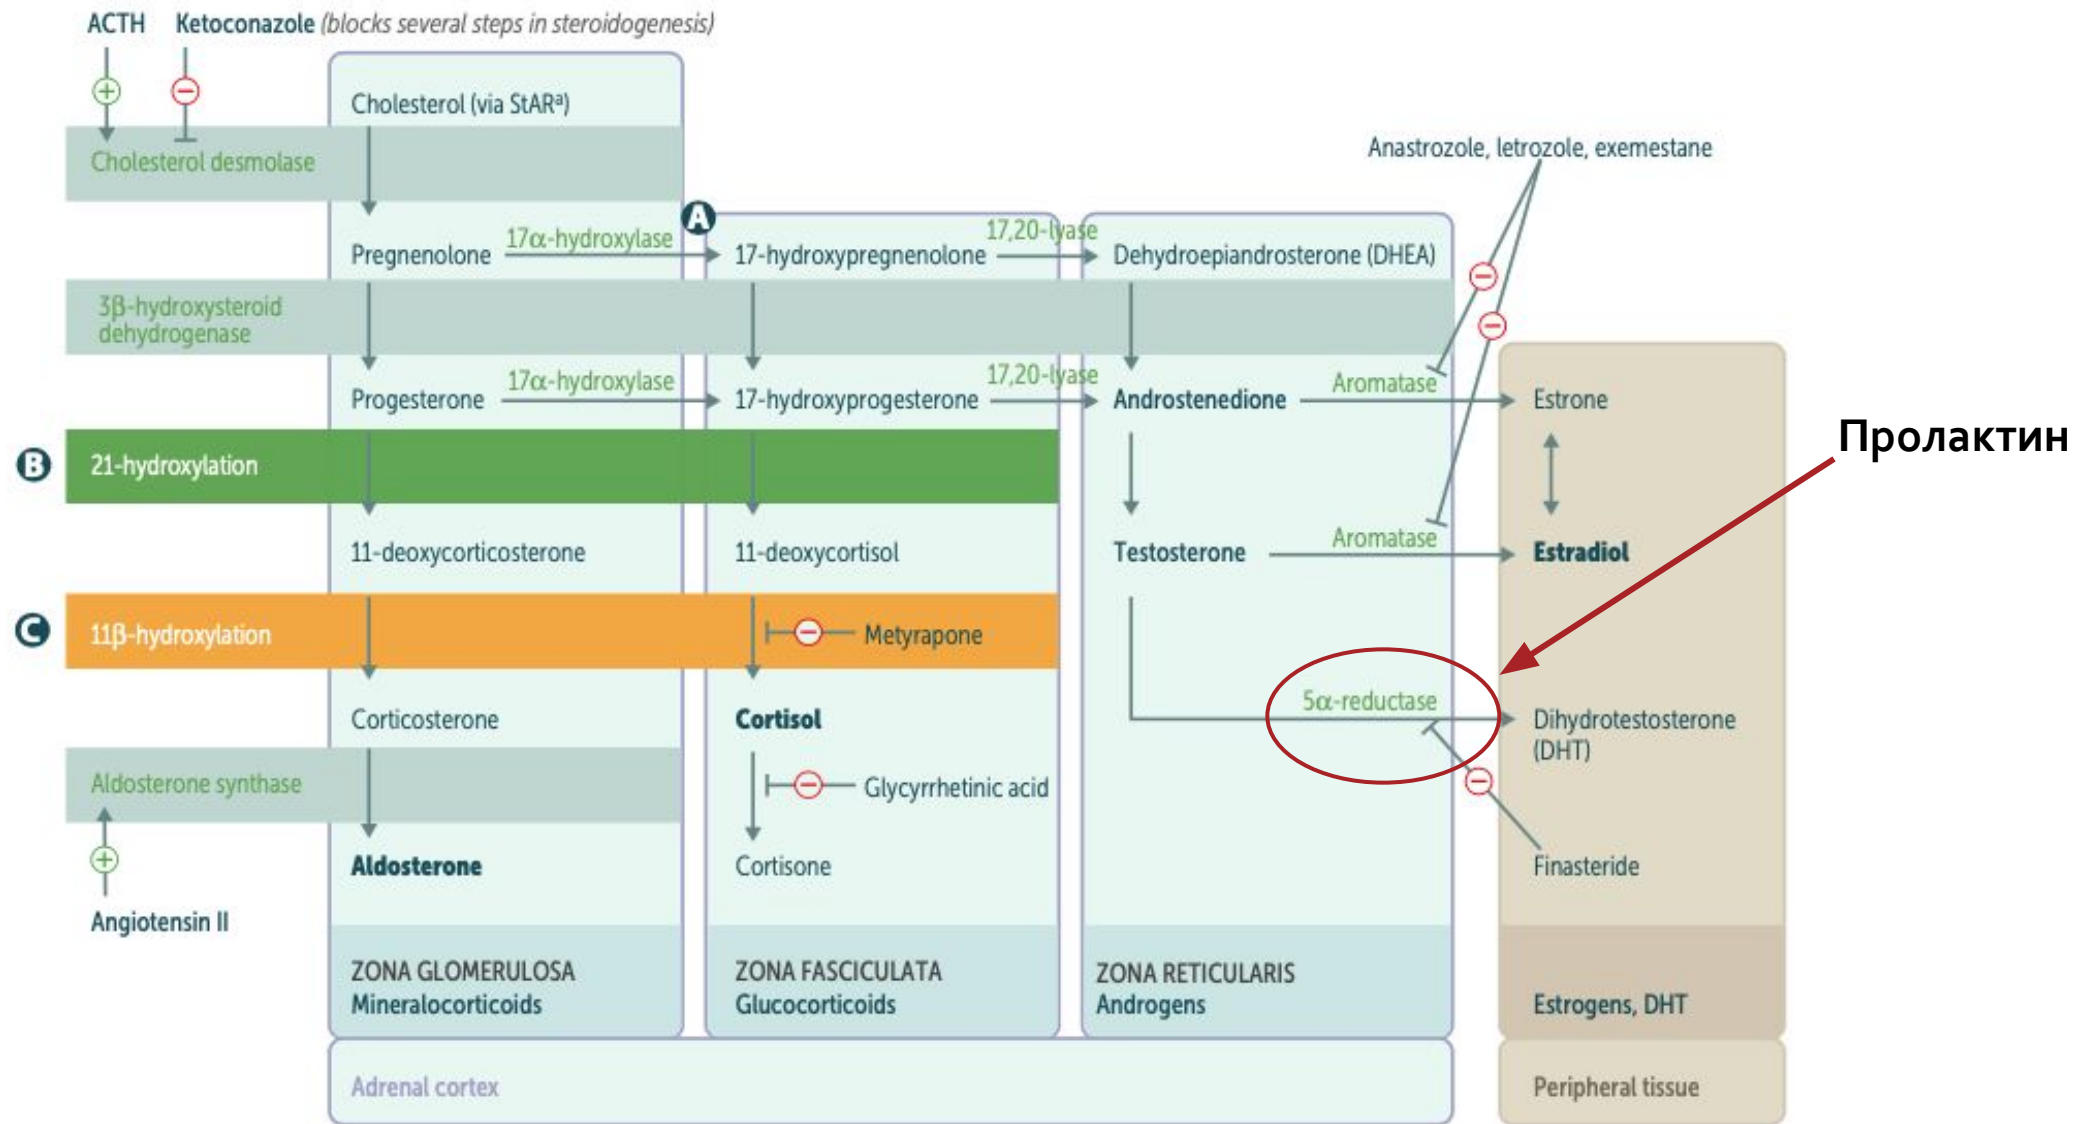 ACTH
Ketoconazole (blocks several steps in steroidogenesis)
Cholesterol (via StARª)
Anastrozole, letrozole, exemestane
Cholesterol desmolase
A
Pregnenolone
17α-hydroxylase
17-hydroxypregnenolone
17,20-lyase
Dehydroepiandrosterone (DHEA)
3β-hydroxysteroid
dehydrogenase
Progesterone
17α-hydroxylase
17-hydroxyprogesterone
17,20-lyase
Androstenedione
Aromatase
Estrone
Пролактин
B
21-hydroxylation
11-deoxycorticosterone
11-deoxycortisol
Testosterone
Aromatase
Estradiol
C
11β-hydroxylation
Metyrapone
Corticosterone
Cortisol
5α-reductase
Dihydrotestosterone
(DHT)
Aldosterone synthase
Glycyrrhetinic acid
Aldosterone
Cortisone
Finasteride
Angiotensin II
ZONA GLOMERULOSA
Mineralocorticoids
ZONA FASCICULATA
Glucocorticoids
ZONA RETICULARIS
Androgens
Estrogens, DHT
Adrenal cortex
Peripheral tissue